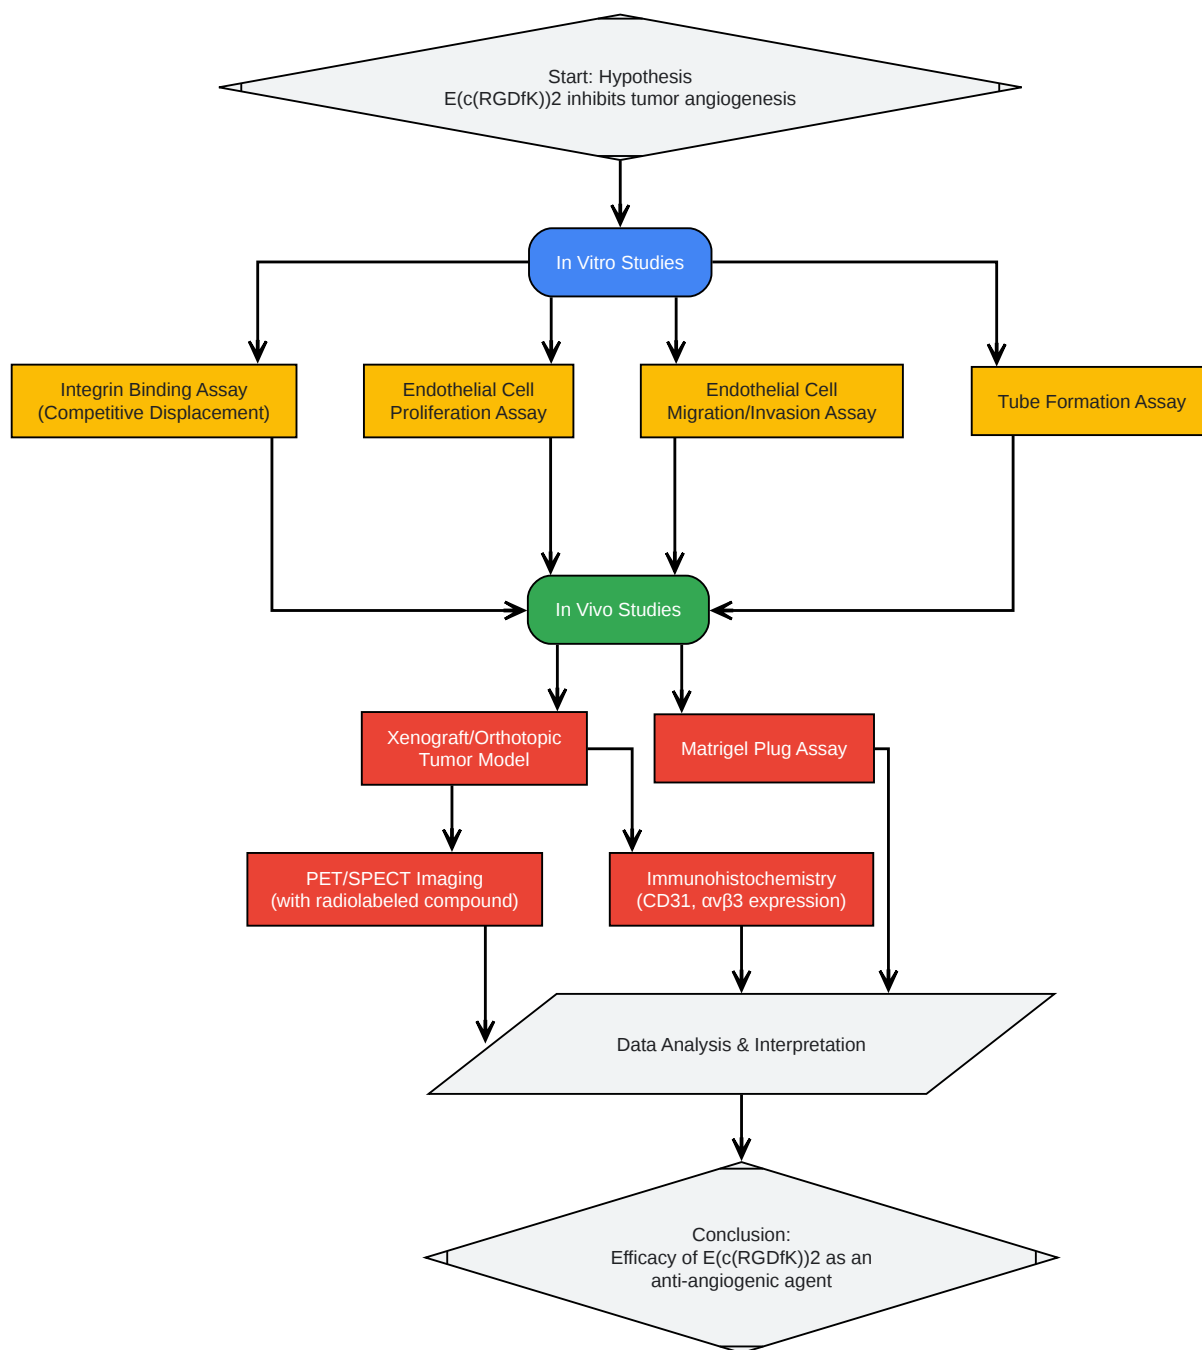 Start: Hypothesis
E(c(RGDfK))2 inhibits tumor angiogenesis
In Vitro Studies
Integrin Binding Assay
(Competitive Displacement)
Endothelial Cell
Proliferation Assay
Endothelial Cell
Migration/Invasion Assay
Tube Formation Assay
In Vivo Studies
Xenograft/Orthotopic
Tumor Model
Matrigel Plug Assay
PET/SPECT Imaging
(with radiolabeled compound)
Immunohistochemistry
(CD31, αvβ3 expression)
Data Analysis & Interpretation
Conclusion:
Efficacy of E(c(RGDfK))2 as an
anti-angiogenic agent